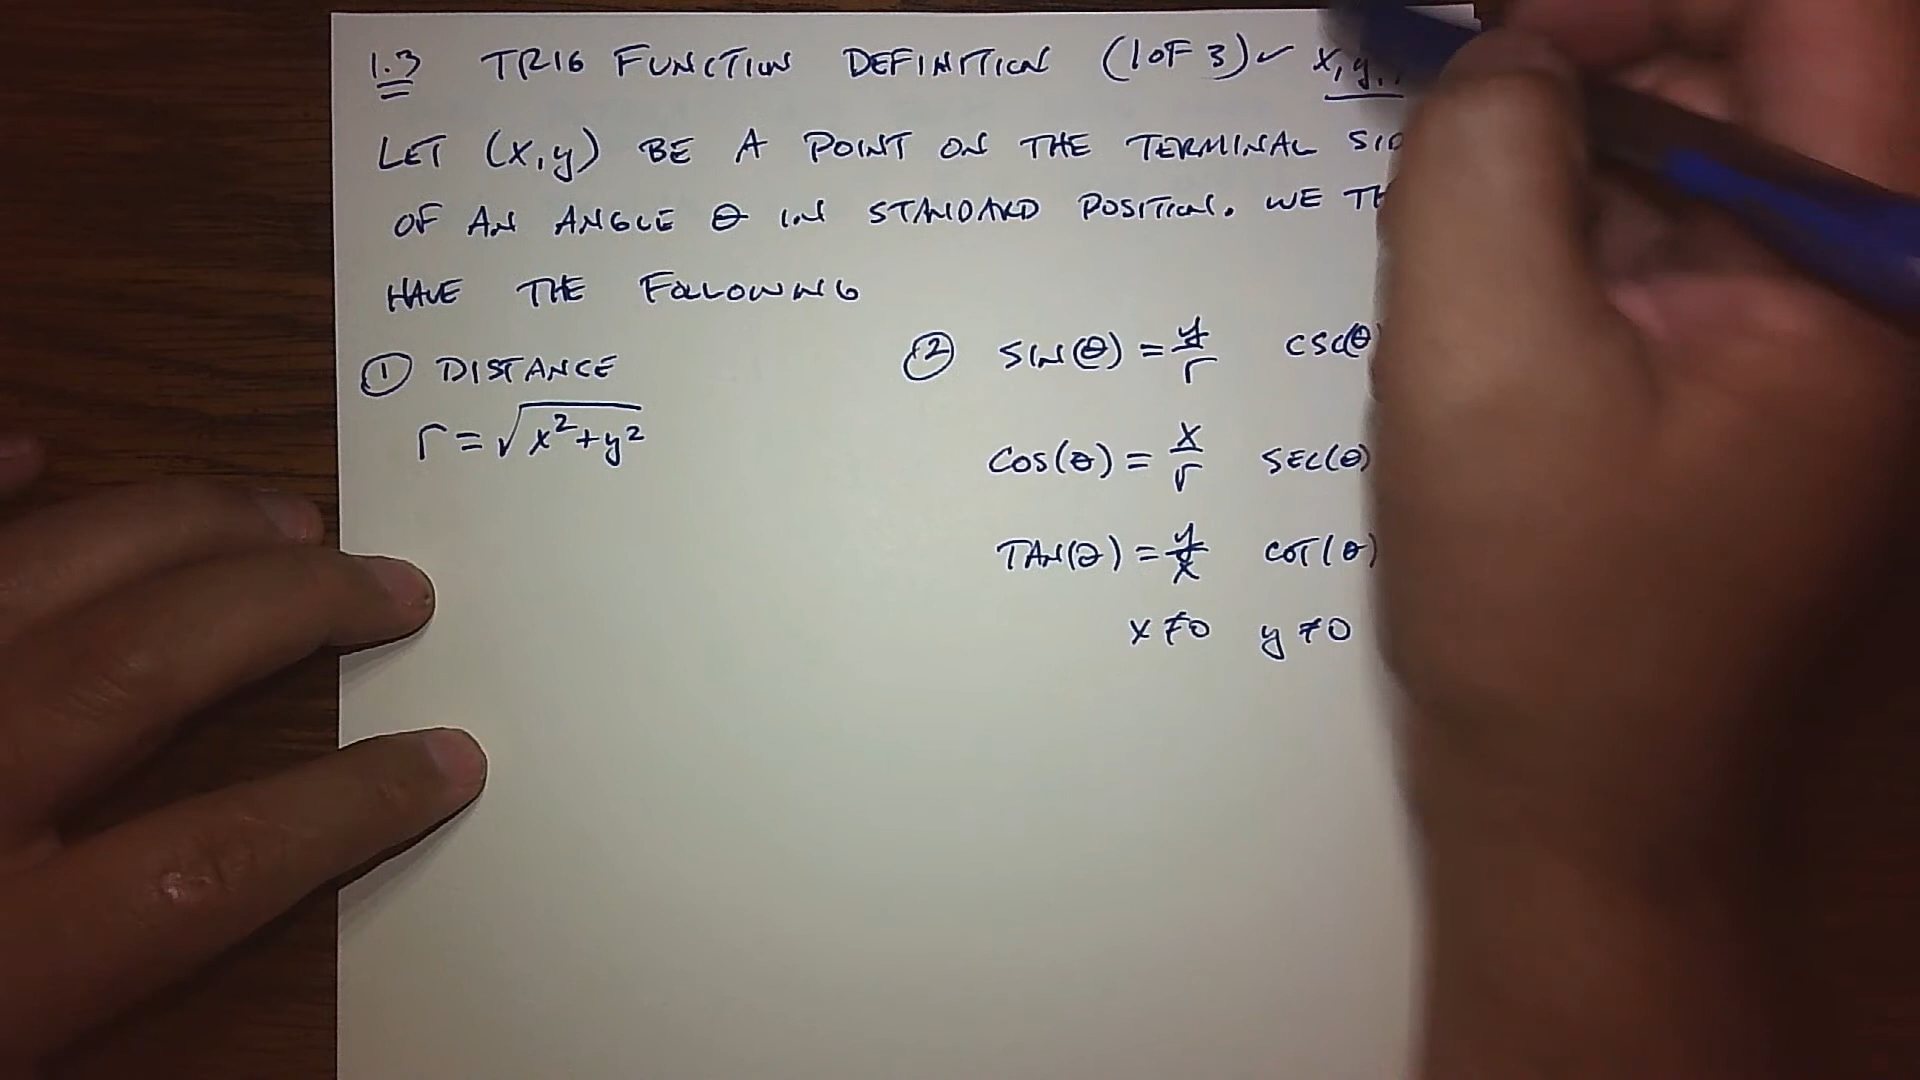 1.3 TRIG FUNCTION DEFINITION (1 OF 3) ✓ x, y,
LET (x,y) BE A POINT ON THE TERMINAL
OF AN ANGLE θ IN STANDARD POSITION. WE
HAVE THE FOLLOWING
① DISTANCE
r = √x²+y²
② SIN(θ) = y/r CSC(θ
COS(θ) = x/r SEC(θ)
TAN(θ) = y/x COT(θ)
x ≠ 0 y ≠ 0